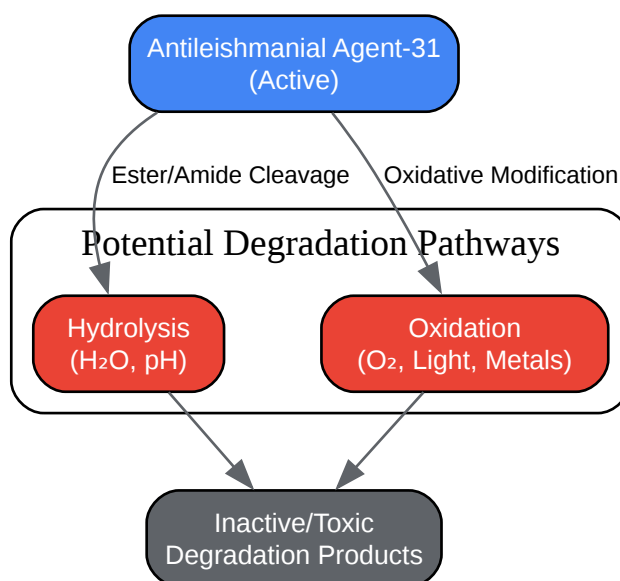 Antileishmanial Agent-31
(Active)
Ester/Amide Cleavage
Oxidative Modification
Potential Degradation Pathways
Hydrolysis
(H₂O, pH)
Oxidation
(O₂, Light, Metals)
Inactive/Toxic
Degradation Products